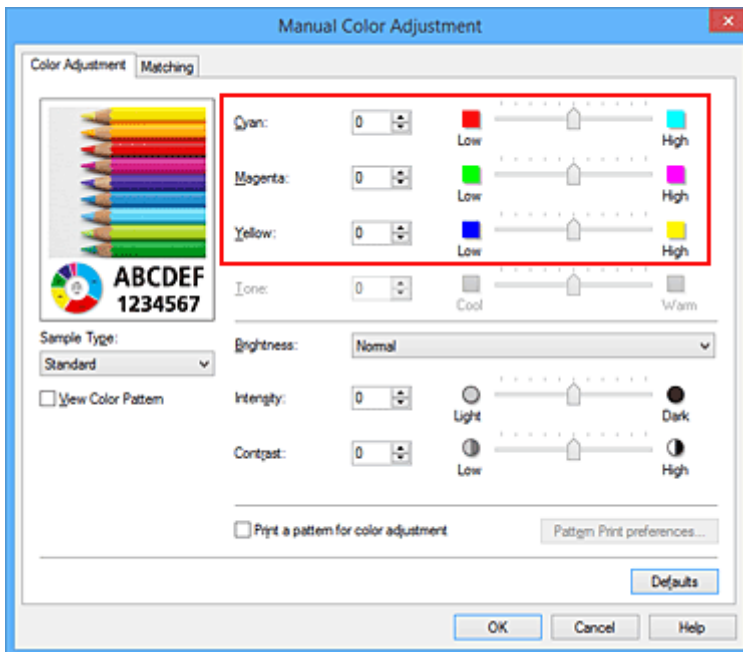 Manual Color Adjustment
Color Adjustment Matching
Cyan: 0 Low High
Magenta: 0 Low High
Yellow: 0 Low High
Tone: 0 Cool Warm
ABCDEF
1234567
Sample Type:
Standard
View Color Pattern
Brightness: Normal
Intensity: 0 Light Dark
Contrast: 0 Low High
Print a pattern for color adjustment Pattern Print preferences...
Defaults
OK Cancel Help